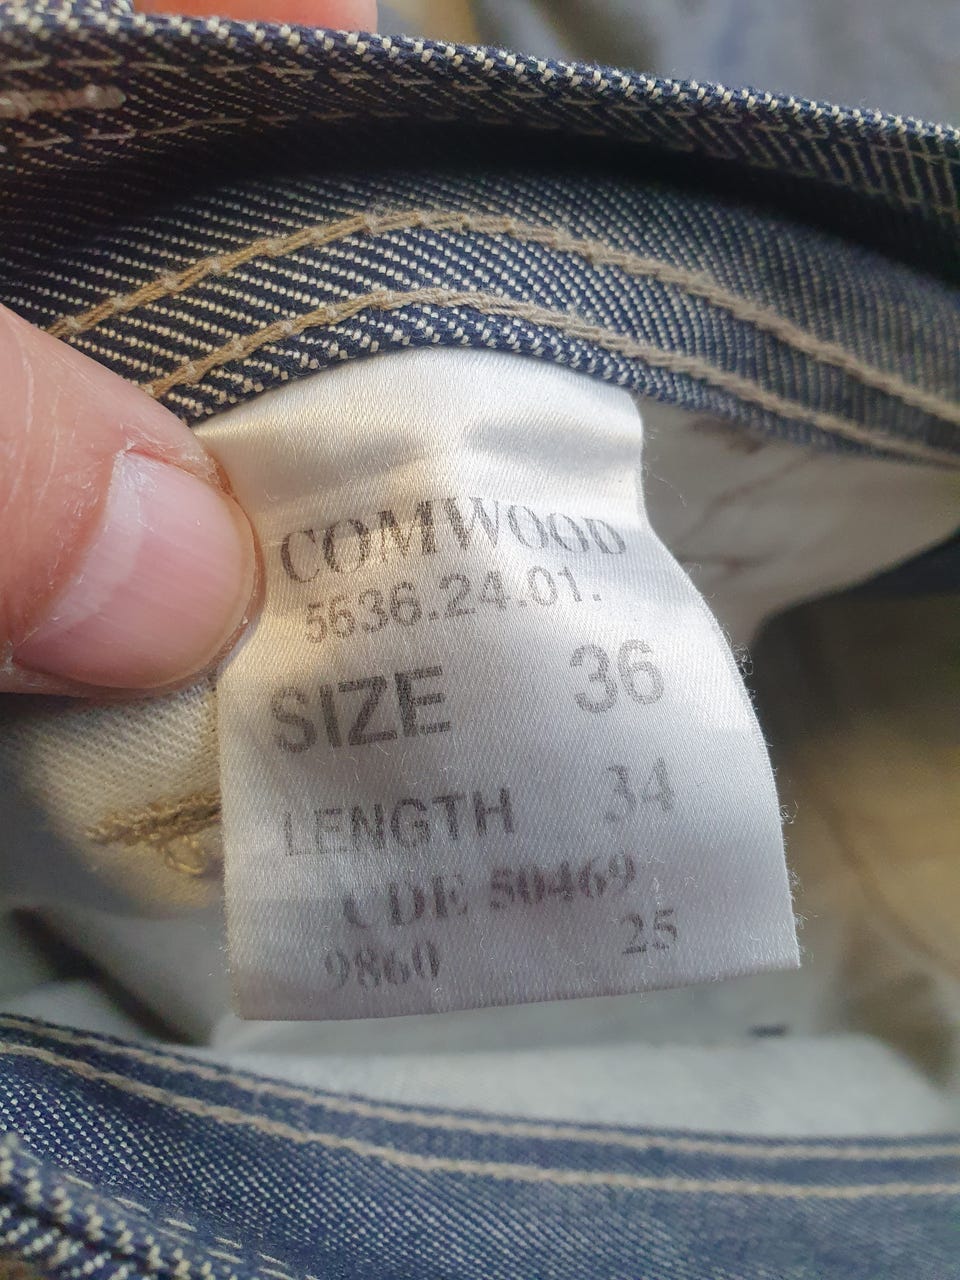 COMWOOD
5636.24.01.
SIZE 36
LENGTH 34
CDE 50469
9860 25